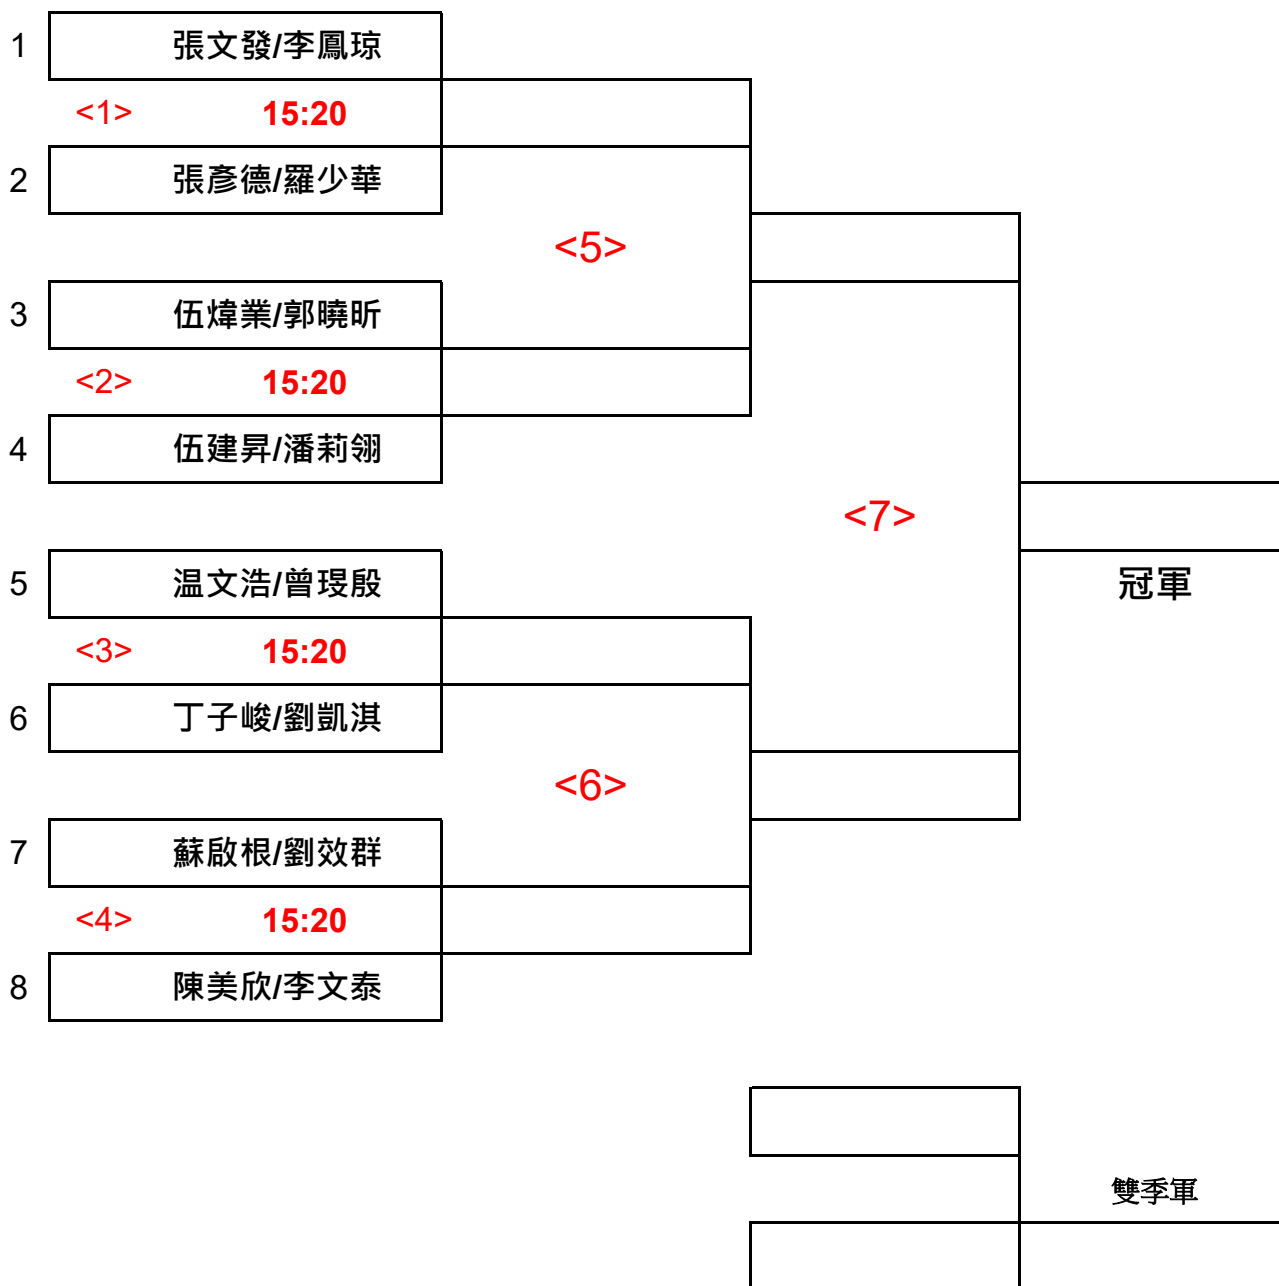 1 張文發/李鳳琼
<1> 15:20
2 張彥德/羅少華
<5>
3 伍煒業/郭曉昕
<2> 15:20
4 伍建昇/潘莉翎
<7>
5 温文浩/曾琝殷
冠軍
<3> 15:20
6 丁子峻/劉凱淇
<6>
7 蘇啟根/劉效群
<4> 15:20
8 陳美欣/李文泰
雙季軍